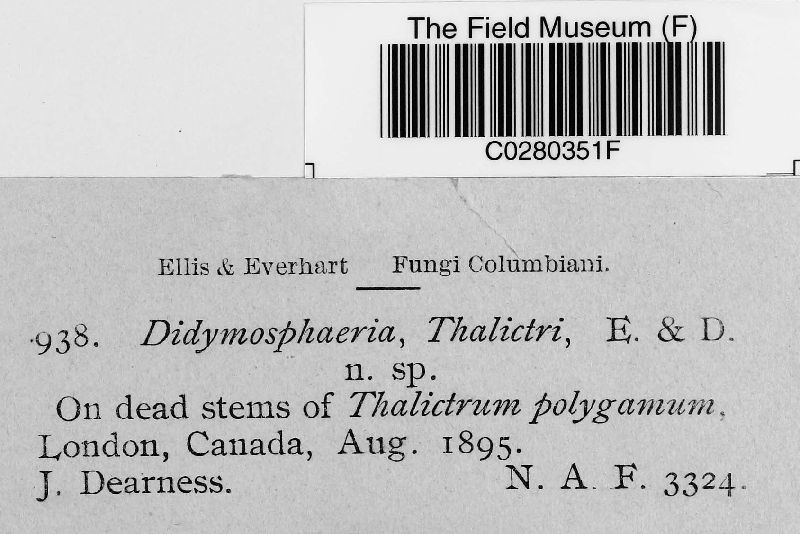 The Field Museum (F)
C0280351F
Ellis & Everhart Fungi Columbiani.
938. Didymosphaeria, Thalictri, E. & D.
n. sp.
On dead stems of Thalictrum polygamum,
London, Canada, Aug. 1895.
J. Dearness. N. A. F. 3324.